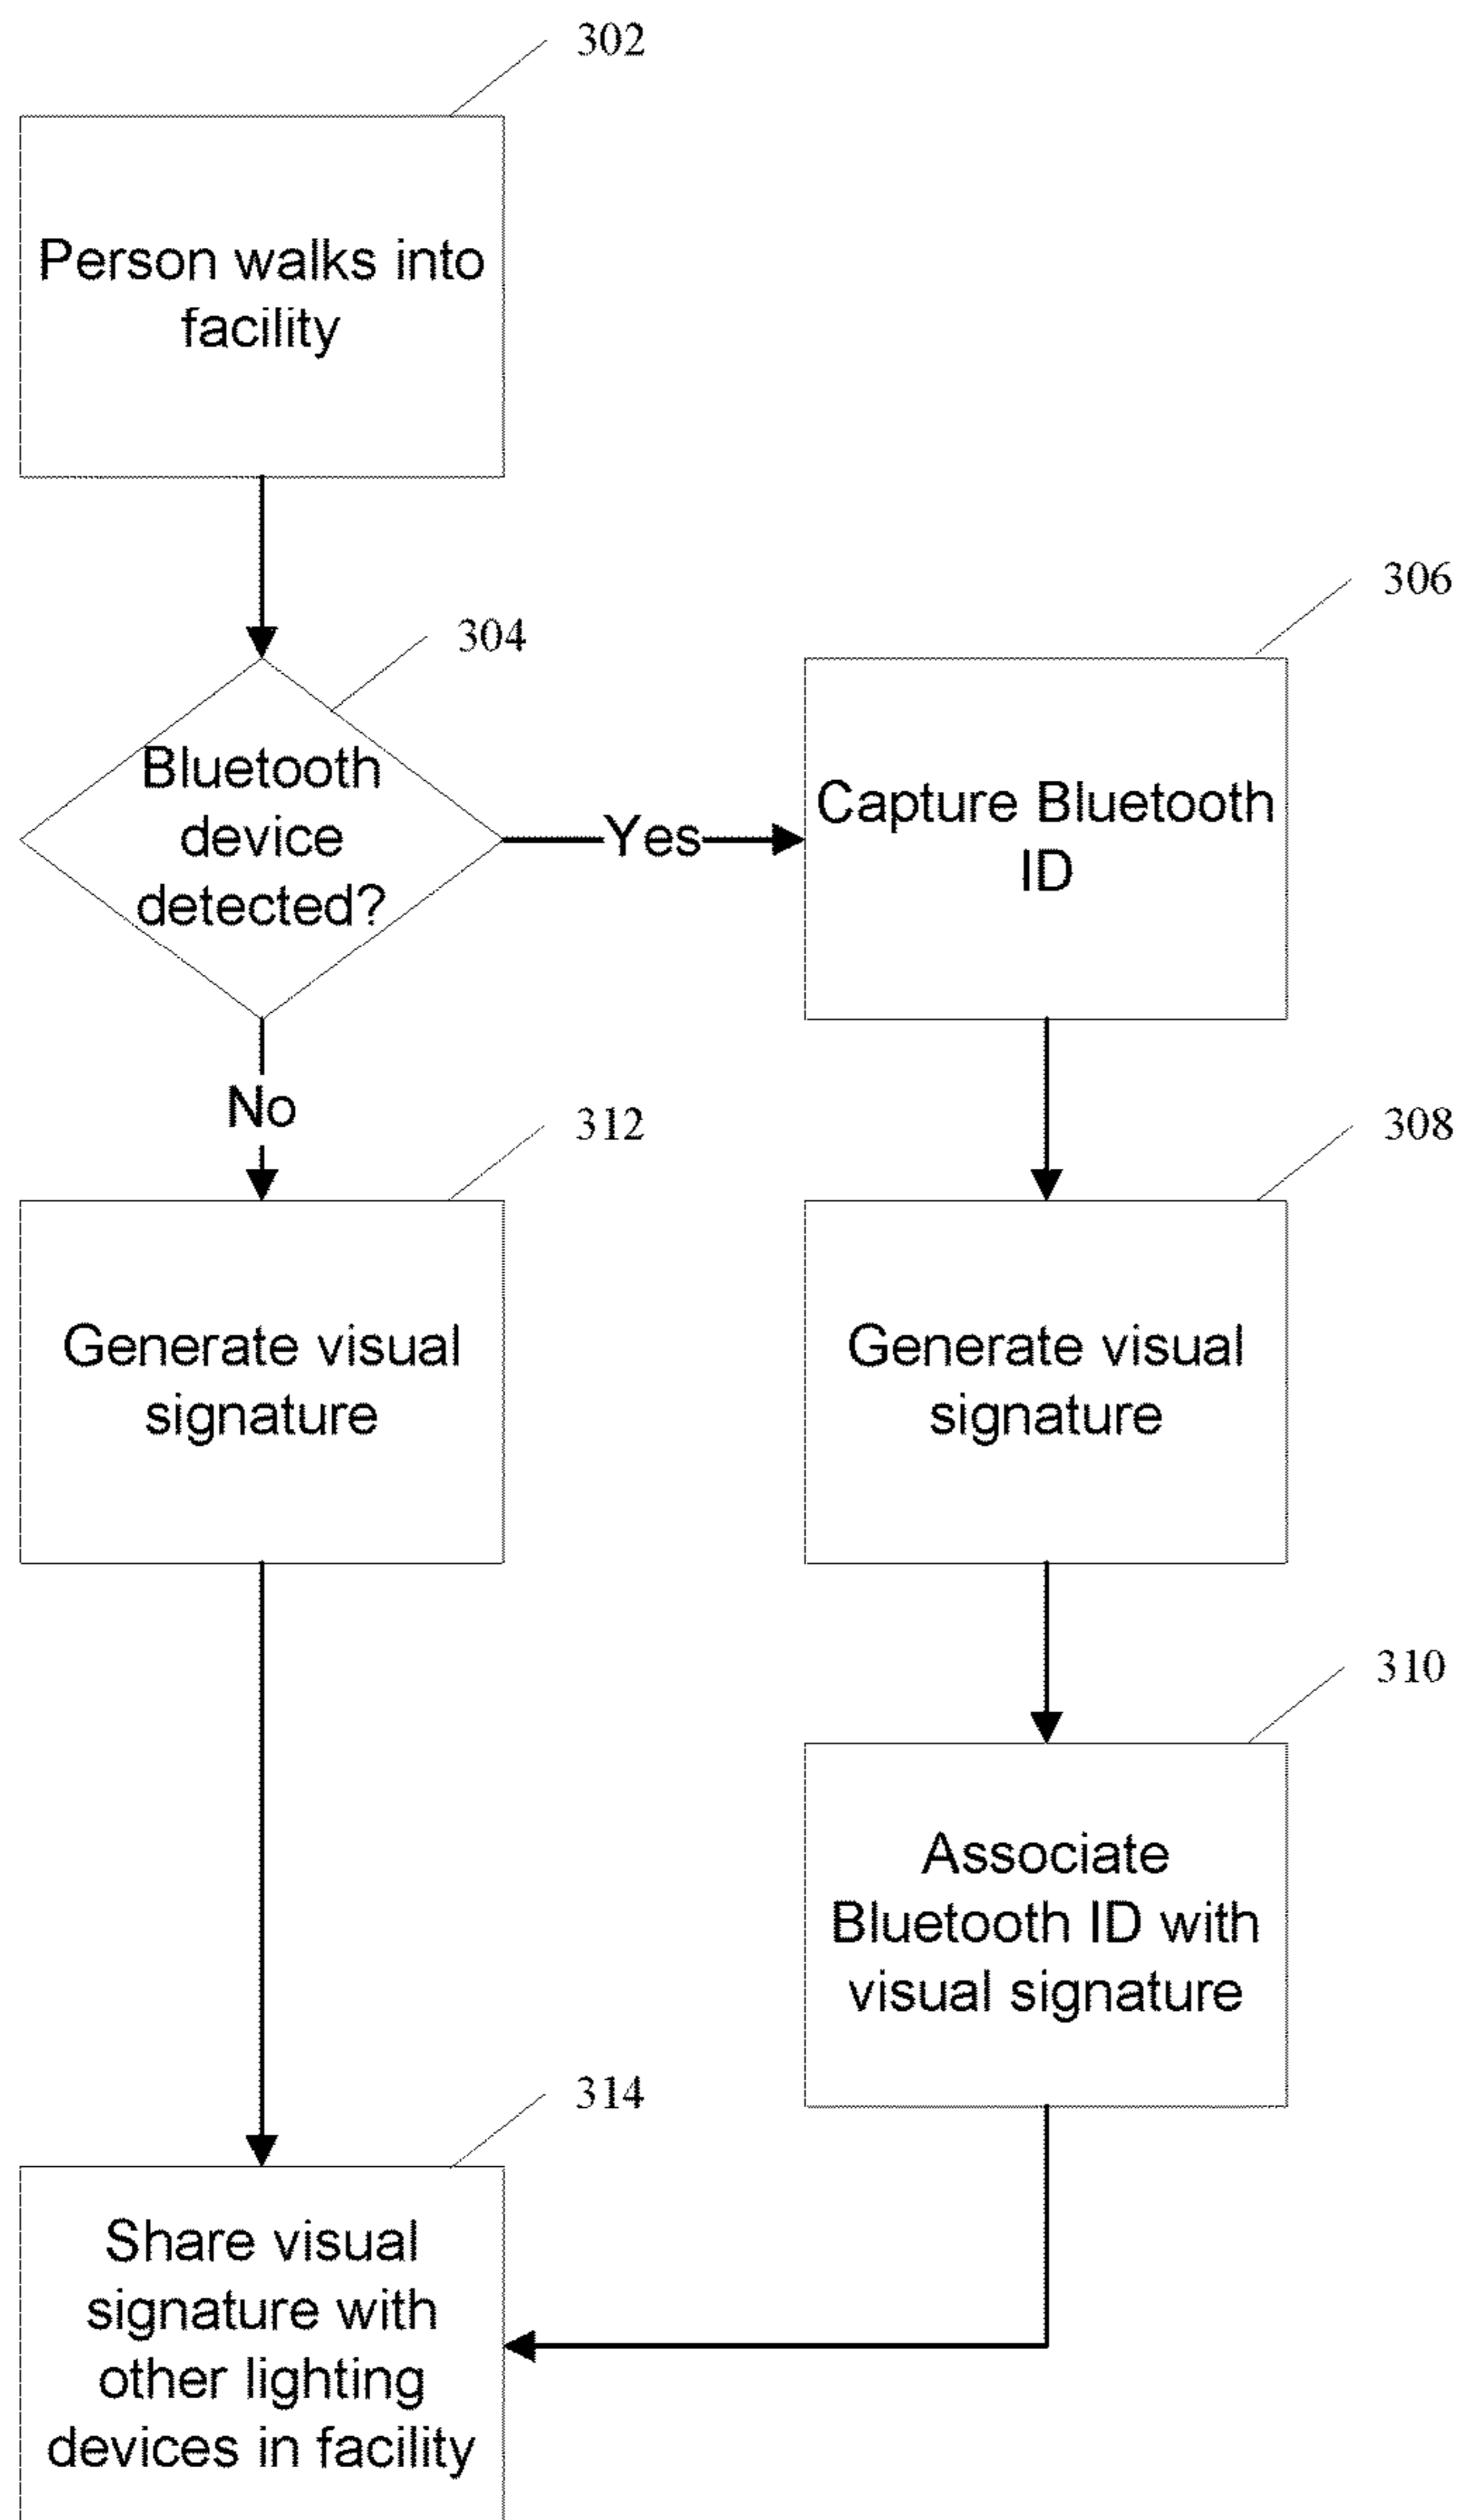 302
Person walks into
facility
304
Bluetooth
device
detected?
Yes
306
Capture Bluetooth
ID
No
312
Generate visual
signature
308
Generate visual
signature
310
Associate
Bluetooth ID with
visual signature
314
Share visual
signature with
other lighting
devices in facility